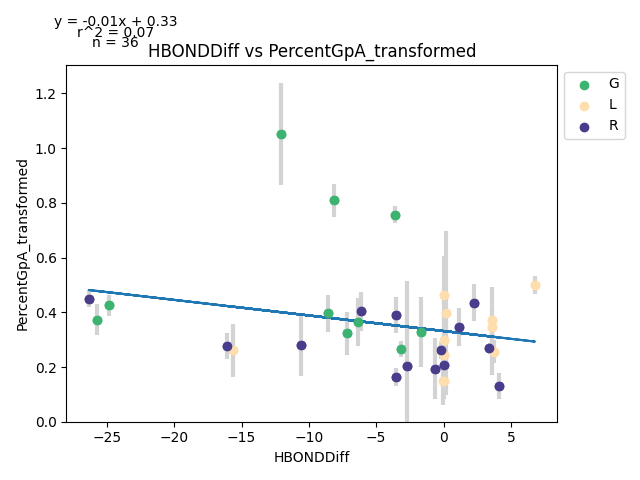 y = -0.01x + 0.33
r^2 = 0.07
n = 36
HBONDDiff vs PercentGpA_transformed
G
L
R
PercentGpA_transformed
1.2
1.0
0.8
0.6
0.4
0.2
0.0
−25
−20
−15
−10
−5
0
5
HBONDDiff